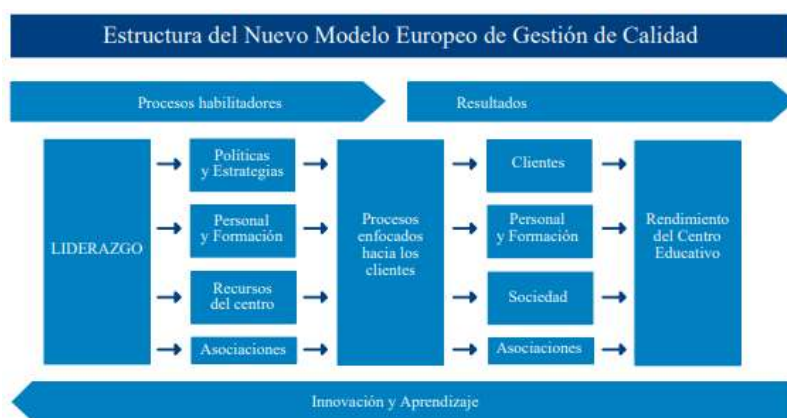 Estructura del Nuevo Modelo Europeo de Gestión de Calidad
Procesos habilitadores
Resultados
LIDERAZGO
Políticas
y Estrategias
Personal
y Formación
Recursos
del centro
Asociaciones
Procesos
enfocados
hacia los
clientes
Clientes
Personal
y Formación
Sociedad
Asociaciones
Rendimiento
del Centro
Educativo
Innovación y Aprendizaje